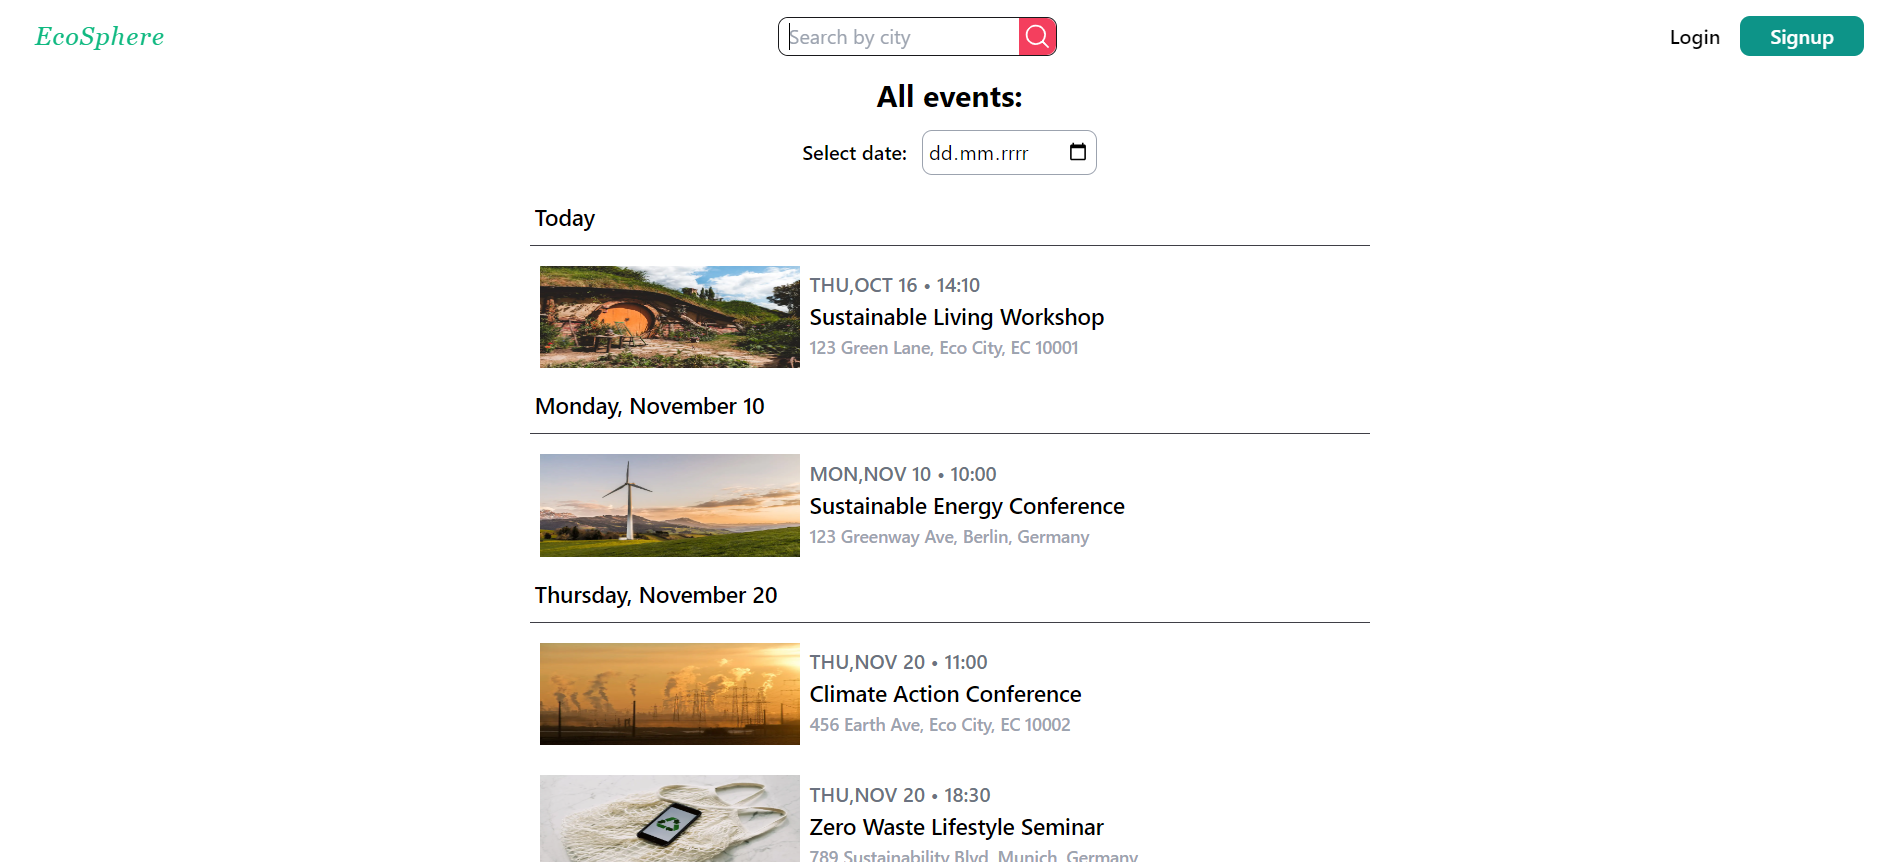 EcoSphere
Search by city
Login
Signup
All events:
Select date:
dd.mm.rrrr
Today
THU,OCT 16 • 14:10
Sustainable Living Workshop
123 Green Lane, Eco City, EC 10001
Monday, November 10
MON,NOV 10 • 10:00
Sustainable Energy Conference
123 Greenway Ave, Berlin, Germany
Thursday, November 20
THU,NOV 20 • 11:00
Climate Action Conference
456 Earth Ave, Eco City, EC 10002
THU,NOV 20 • 18:30
Zero Waste Lifestyle Seminar
789 Sustainability Blvd, Munich, Germany